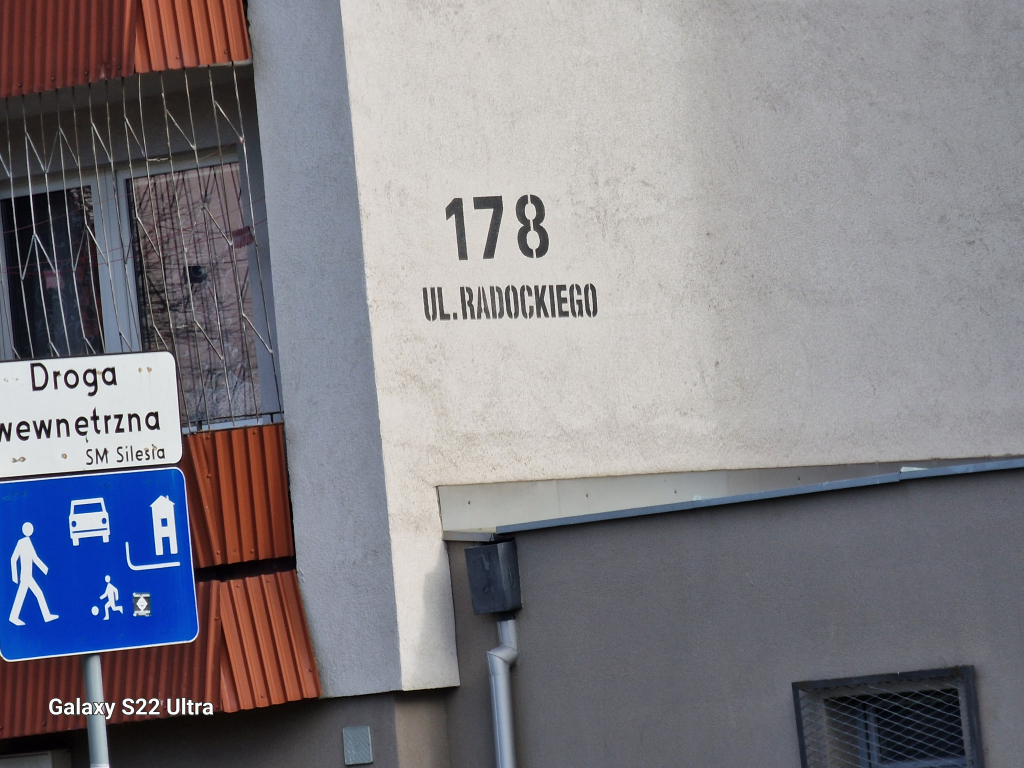 178
UL.RADOCKIEGO
Droga
wewnętrzna
SM Silesia
Galaxy S22 Ultra